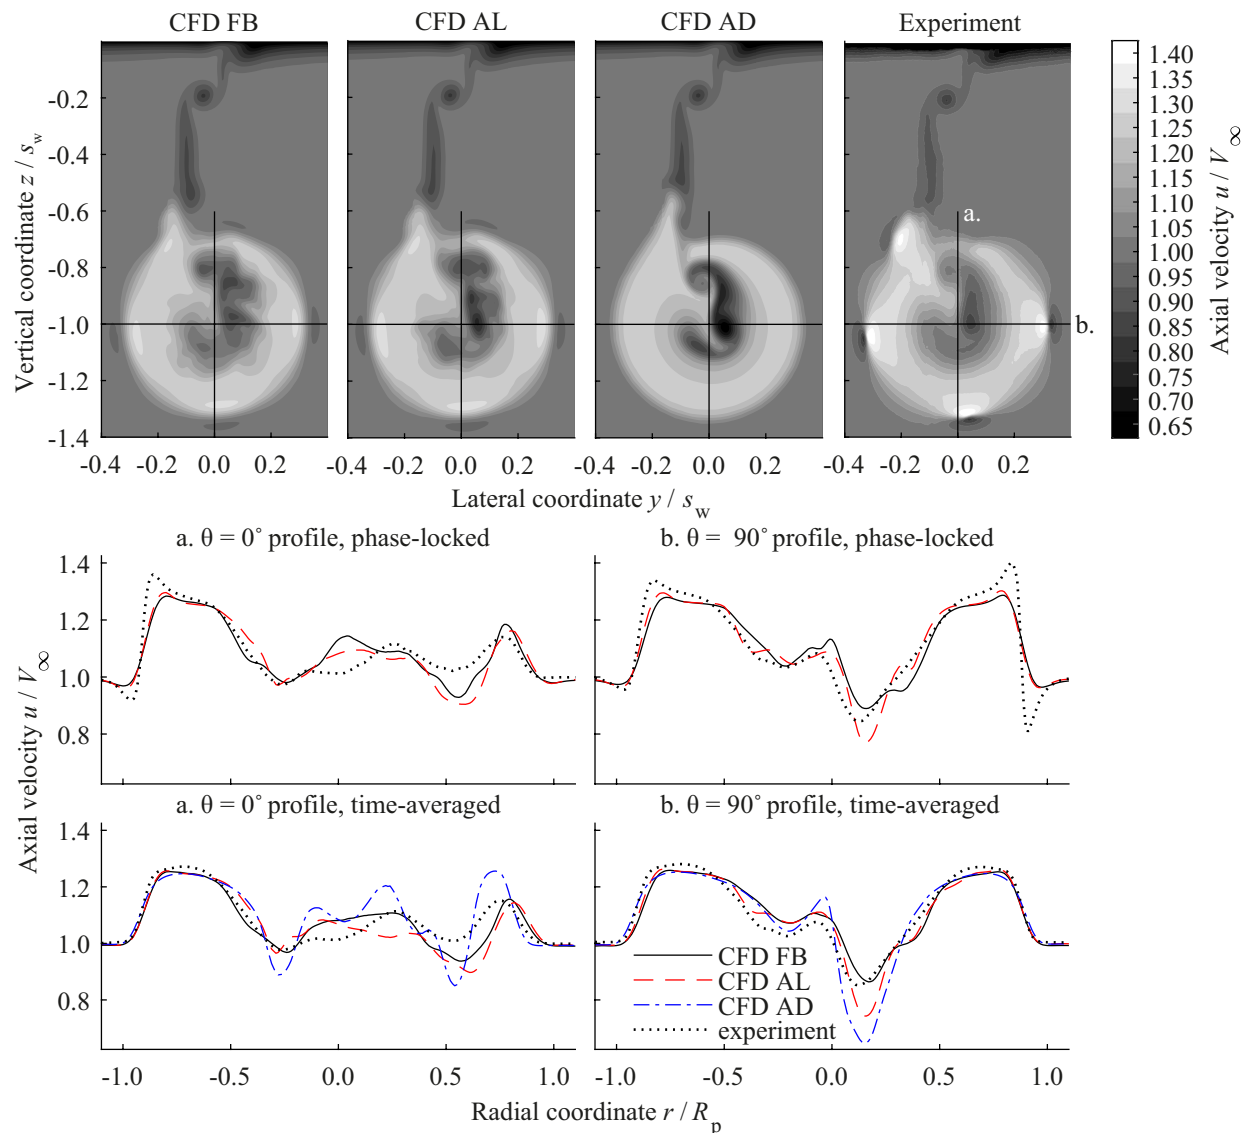 CFD FB CFD AL CFD AD Experiment
Vertical coordinate z / s_w
-0.2
-0.4
-0.6
-0.8
-1.0
-1.2
-1.4
a.
b.
-0.4 -0.2 0.0 0.2 -0.4 -0.2 0.0 0.2 -0.4 -0.2 0.0 0.2 -0.4 -0.2 0.0 0.2 0.4
Lateral coordinate y / s_w
1.40
1.35
1.30
1.25
1.20
1.15
1.10
1.05
1.00
0.95
0.90
0.85
0.80
0.75
0.70
0.65
Axial velocity u / V_∞
a. θ = 0° profile, phase-locked
b. θ = 90° profile, phase-locked
Axial velocity u / V_∞
1.4
1.2
1.0
0.8
a. θ = 0° profile, time-averaged
b. θ = 90° profile, time-averaged
1.4
1.2
1.0
0.8
CFD FB
CFD AL
CFD AD
experiment
-1.0 -0.5 0.0 0.5 1.0 -1.0 -0.5 0.0 0.5 1.0
Radial coordinate r / R_p